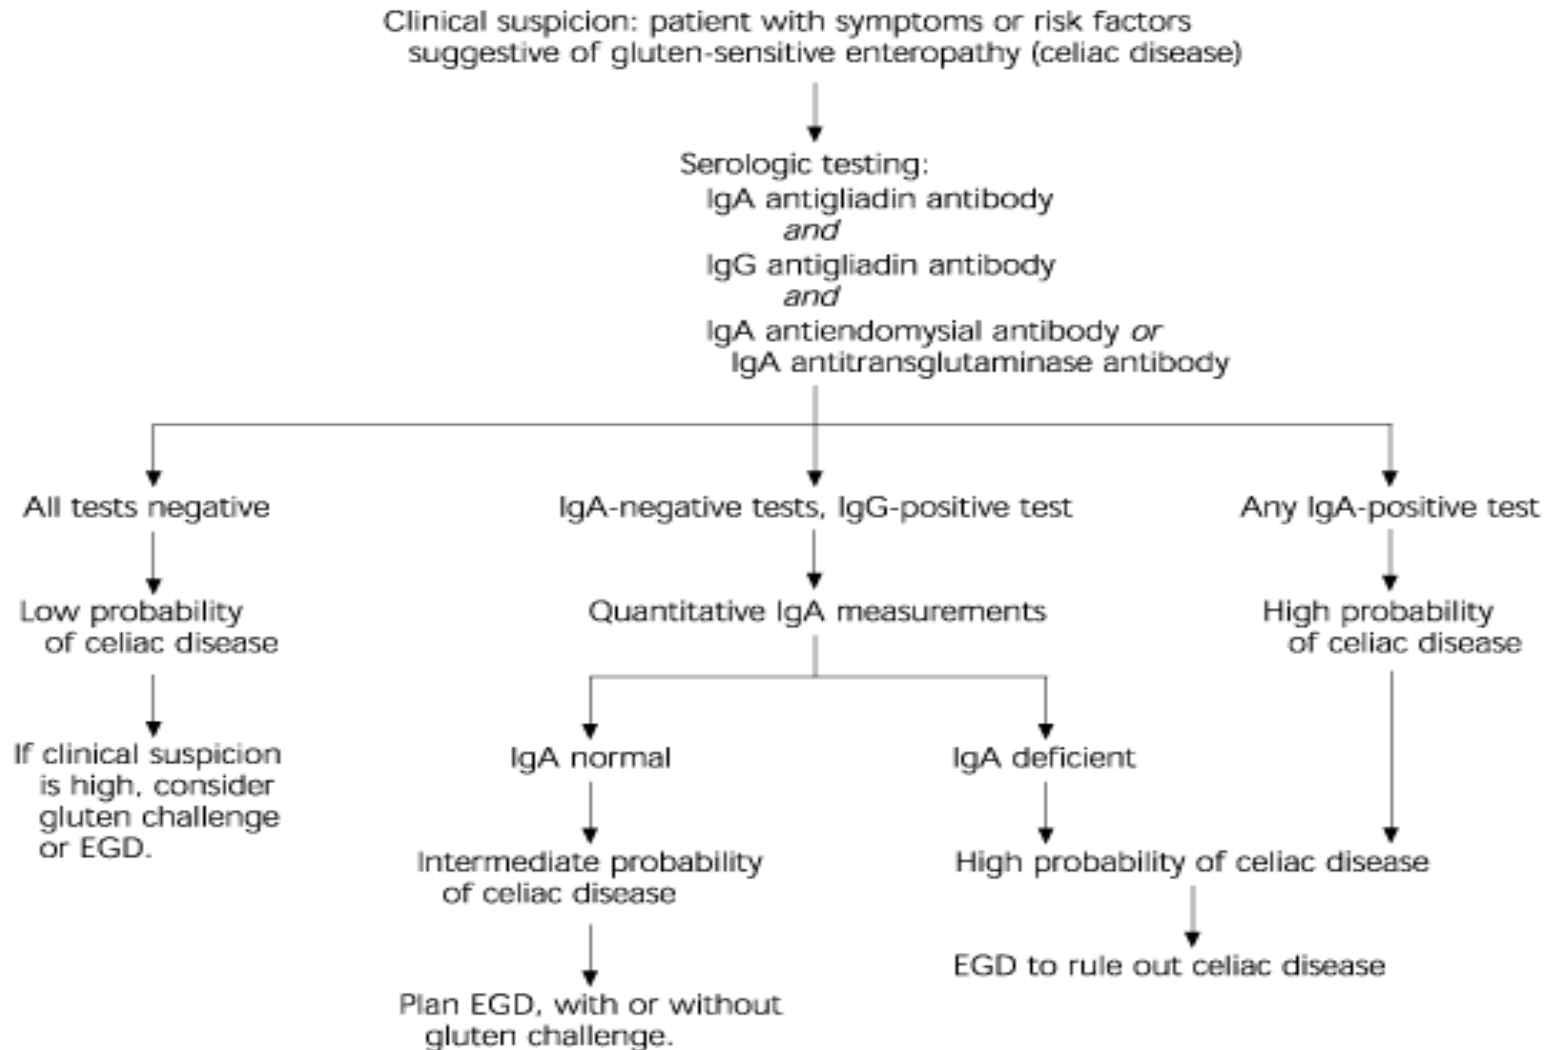 Clinical suspicion: patient with symptoms or risk factors
suggestive of gluten-sensitive enteropathy (celiac disease)
Serologic testing:
IgA antigliadin antibody
and
IgG antigliadin antibody
and
IgA antiendomysial antibody or
IgA antitransglutaminase antibody
All tests negative
IgA-negative tests, IgG-positive test
Any IgA-positive test
Low probability
of celiac disease
Quantitative IgA measurements
High probability
of celiac disease
If clinical suspicion
is high, consider
gluten challenge
or EGD.
IgA normal
IgA deficient
Intermediate probability
of celiac disease
High probability of celiac disease
Plan EGD, with or without
gluten challenge.
EGD to rule out celiac disease